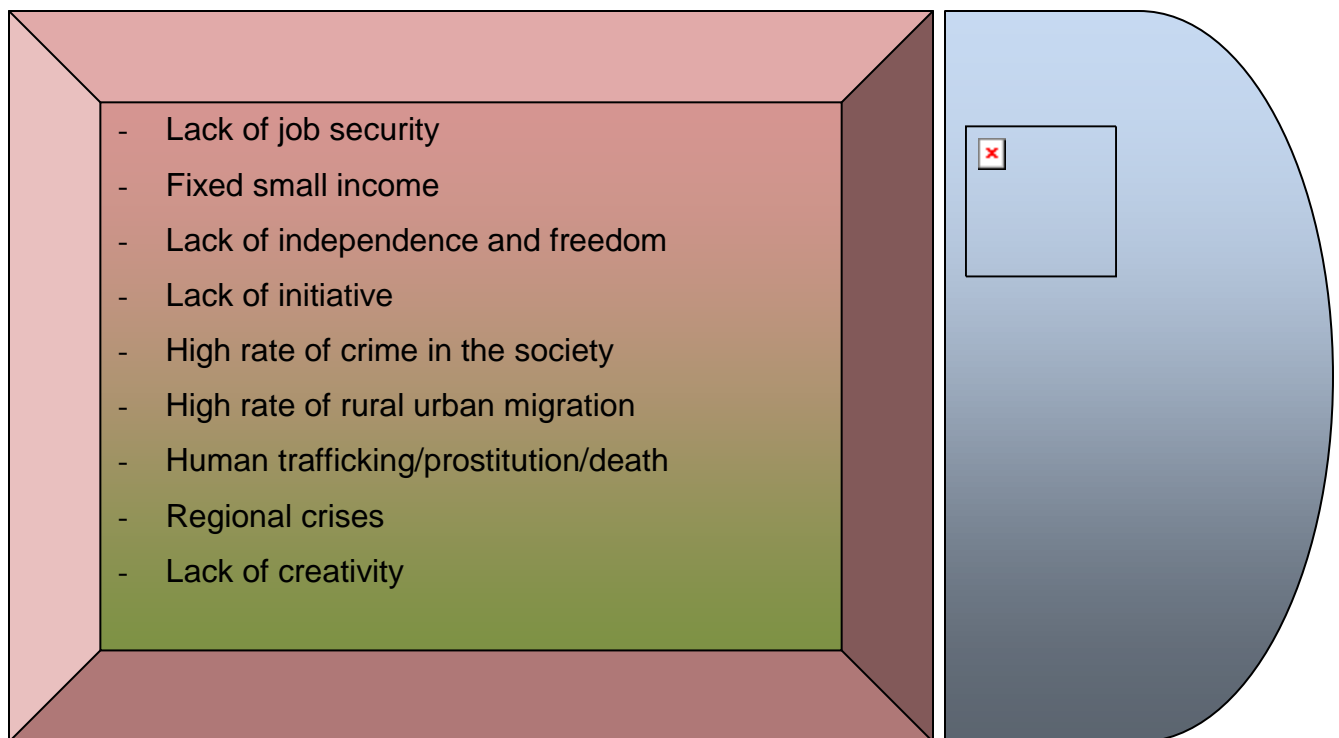 - Lack of job security
- Fixed small income
- Lack of independence and freedom
- Lack of initiative
- High rate of crime in the society
- High rate of rural urban migration
- Human trafficking/prostitution/death
- Regional crises
- Lack of creativity